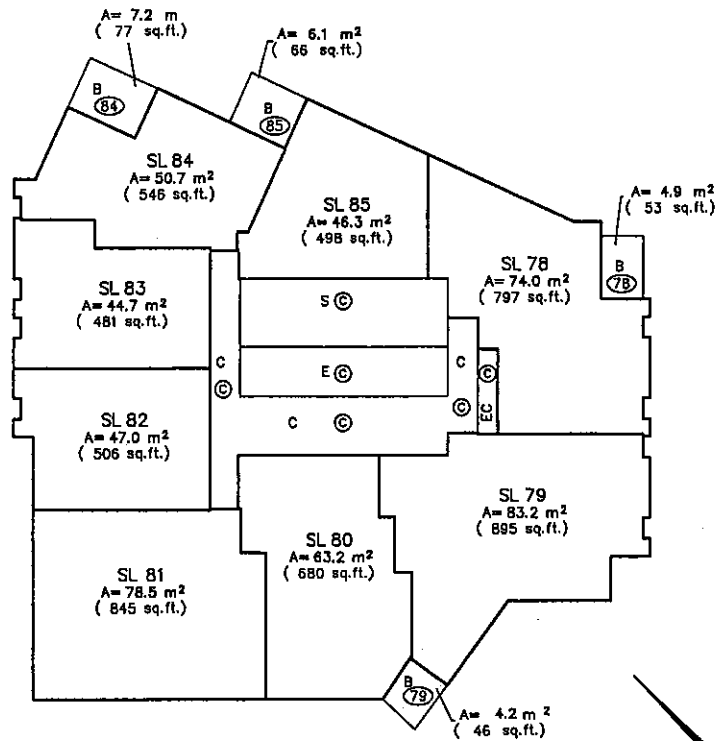 A= 7.2 m
( 77 sq.ft.)
A= 6.1 m²
( 66 sq.ft.)
B
84
B
85
SL 84
A= 50.7 m²
( 546 sq.ft.)
SL 85
A= 46.3 m²
( 498 sq.ft.)
A= 4.9 m²
( 53 sq.ft.)
B
78
SL 78
A= 74.0 m²
( 797 sq.ft.)
SL 83
A= 44.7 m²
( 481 sq.ft.)
S C
E C
C
C
C
C
C C
C
EC
SL 82
A= 47.0 m²
( 506 sq.ft.)
SL 79
A= 83.2 m²
( 895 sq.ft.)
SL 80
A= 63.2 m²
( 680 sq.ft.)
SL 81
A= 78.5 m²
( 845 sq.ft.)
B
79
A= 4.2 m²
( 46 sq.ft.)